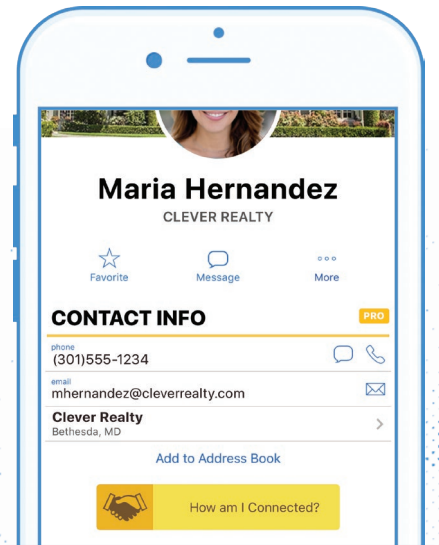 Maria Hernandez
CLEVER REALTY
Favorite Message More
CONTACT INFO PRO
phone
(301)555-1234
email
mhernandez@cleverrealty.com
Clever Realty
Bethesda, MD
Add to Address Book
How am I Connected?